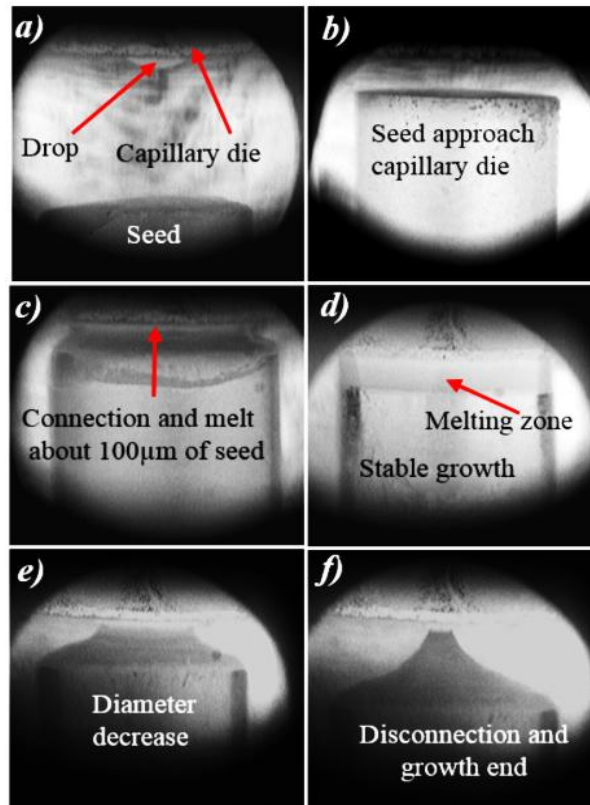 a)
Drop
Capillary die
Seed
b)
Seed approach
capillary die
c)
Connection and melt
about 100µm of seed
d)
Melting zone
Stable growth
e)
Diameter
decrease
f)
Disconnection and
growth end